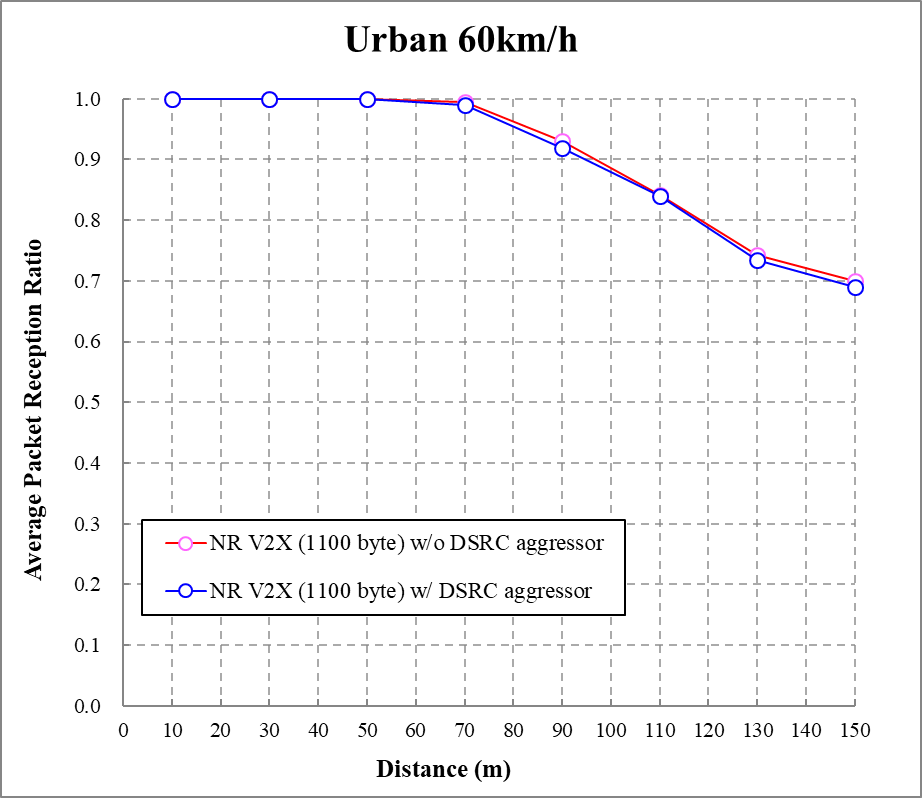 Urban 60km/h
1.0
0.9
0.8
0.7
0.6
0.5
0.4
0.3
0.2
0.1
0.0
Average Packet Reception Ratio
NR V2X (1100 byte) w/o DSRC aggressor
NR V2X (1100 byte) w/ DSRC aggressor
0 10 20 30 40 50 60 70 80 90 100 110 120 130 140 150
Distance (m)